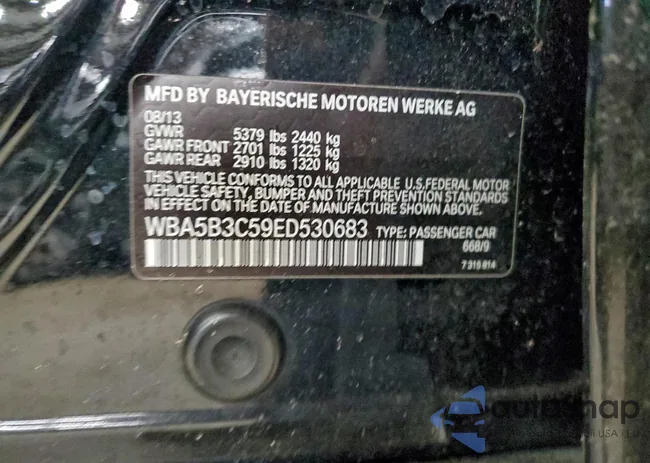 MFD BY BAYERISCHE MOTOREN WERKE AG
08/13
GVWR 5379 lbs 2440 kg
GAWR FRONT 2701 lbs 1225 kg
GAWR REAR 2910 lbs 1320 kg
THIS VEHICLE CONFORMS TO ALL APPLICABLE U.S.FEDERAL MOTOR
VEHICLE SAFETY, BUMPER AND THEFT PREVENTION STANDARDS
IN EFFECT ON THE DATE OF MANUFACTURE SHOWN ABOVE.
WBA5B3C59ED530683 TYPE: PASSENGER CAR
668/9
7 315 814
USA